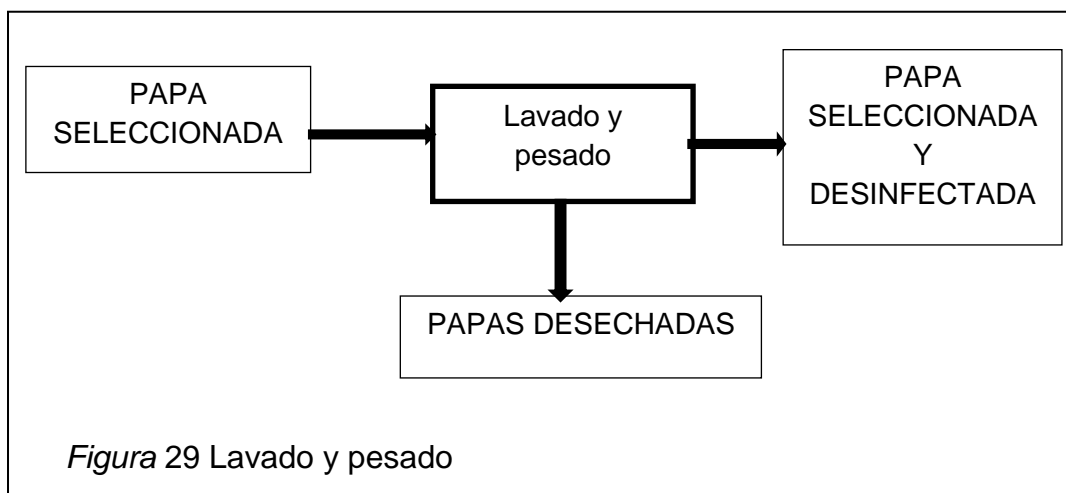 PAPA
SELECCIONADA
Lavado y
pesado
PAPA
SELECCIONADA
Y
DESINFECTADA
PAPAS DESECHADAS
Figura 29 Lavado y pesado